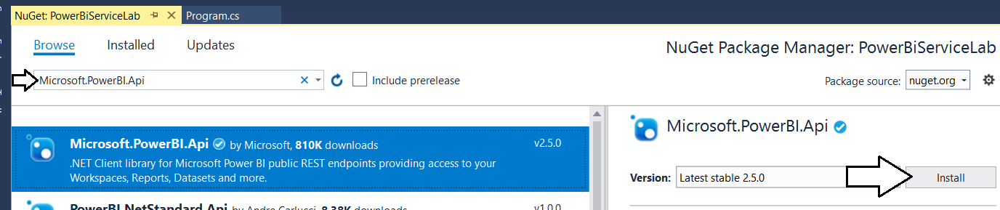 NuGet: PowerBiServiceLab
Program.cs
Browse Installed Updates
NuGet Package Manager: PowerBiServiceLab
Microsoft.PowerBI.Api
Include prerelease
Package source: nuget.org
Microsoft.PowerBI.Api by Microsoft, 810K downloads v2.5.0
.NET Client library for Microsoft Power BI public REST endpoints providing access to your
Workspaces, Reports, Datasets and more.
PowerBI.NetStandard.Api by Andre Carlucci, 8.38K downloads v1.0.0
Microsoft.PowerBI.Api
Version: Latest stable 2.5.0 Install